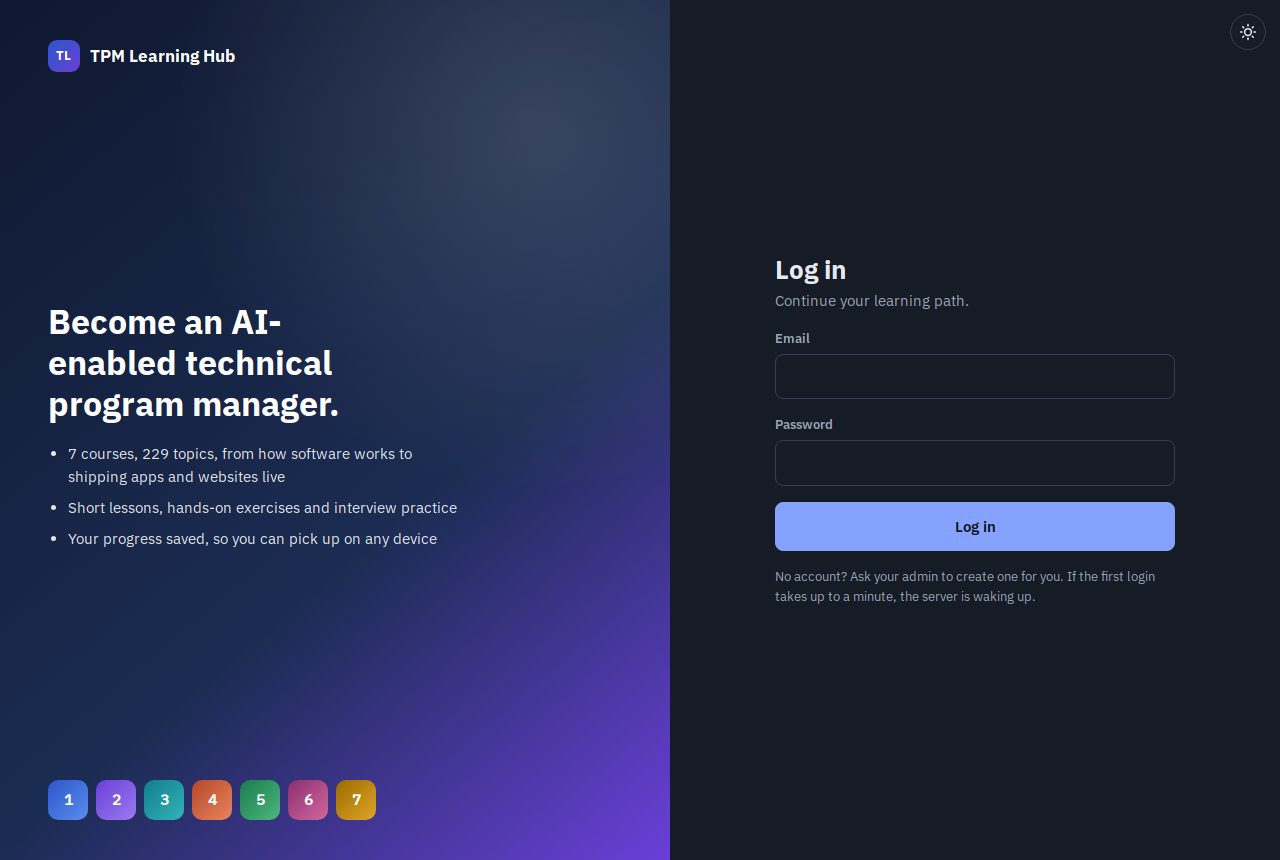 TL TPM Learning Hub
Become an AI-
enabled technical
program manager.
7 courses, 229 topics, from how software works to
shipping apps and websites live
Short lessons, hands-on exercises and interview practice
Your progress saved, so you can pick up on any device
1 2 3 4 5 6 7
Log in
Continue your learning path.
Email
Password
Log in
No account? Ask your admin to create one for you. If the first login
takes up to a minute, the server is waking up.